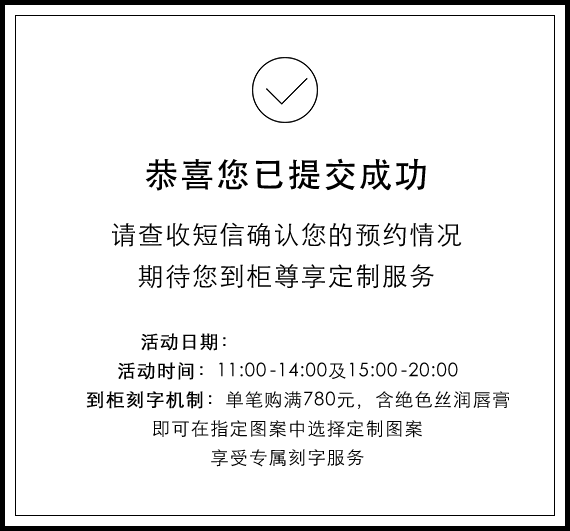 恭喜您已提交成功
请查收短信确认您的预约情况
期待您到柜尊享定制服务
活动日期：
活动时间：11:00-14:00及15:00-20:00
到柜刻字机制：单笔购满780元，含绝色丝润唇膏
即可在指定图案中选择定制图案
享受专属刻字服务